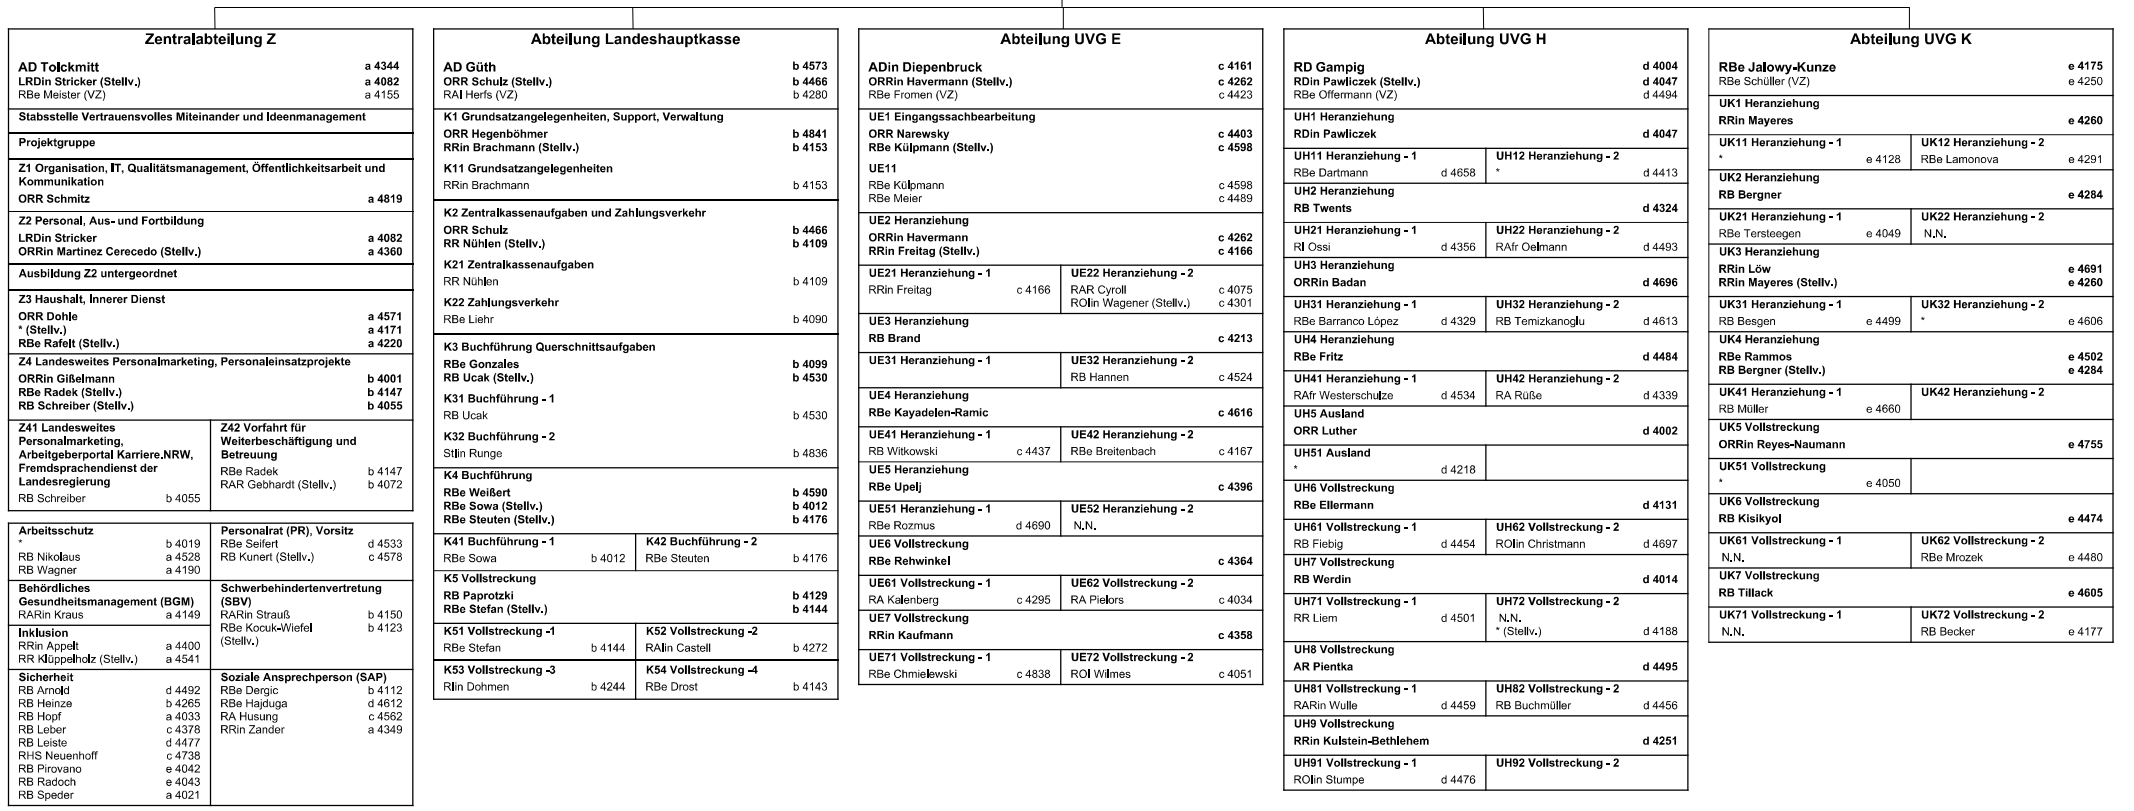 Zentralabteilung Z
AD Tolckmitt a 4344
LRDin Stricker (Stellv.) a 4082
RBe Meister (VZ) a 4155
Stabsstelle Vertrauensvolles Miteinander und Ideenmanagement
Projektgruppe
Z1 Organisation, IT, Qualitätsmanagement, Öffentlichkeitsarbeit und
Kommunikation
ORR Schmitz a 4819
Z2 Personal, Aus- und Fortbildung
LRDin Stricker a 4082
ORRin Martinez Cerecedo (Stellv.) a 4360
Ausbildung Z2 untergeordnet
Z3 Haushalt, Innerer Dienst
ORR Dohle a 4571
* (Stellv.) a 4171
RBe Rafelt (Stellv.) a 4220
Z4 Landesweites Personalmarketing, Personaleinsatzprojekte
ORRin Gißelmann b 4001
RBe Radek (Stellv.) b 4147
RB Schreiber (Stellv.) b 4055
Z41 Landesweites
Personalmarketing,
Arbeitgeberportal Karriere.NRW,
Fremdsprachendienst der
Landesregierung
RB Schreiber b 4055
Z42 Vorfahrt für
Weiterbeschäftigung und
Betreuung
RBe Radek b 4147
RAR Gebhardt (Stellv.) b 4072
Arbeitsschutz
* b 4019
RB Nikolaus a 4528
RB Wagner a 4190
Personalrat (PR), Vorsitz
RBe Seifert d 4533
RB Kunert (Stellv.) c 4578
Behördliches
Gesundheitsmanagement (BGM)
RARin Kraus a 4149
Inklusion
RRin Appelt a 4400
RR Klüppelholz (Stellv.) a 4541
Schwerbehindertenvertretung
(SBV)
RARin Strauß b 4150
RBe Kocuk-Wiefel b 4123
(Stellv.)
Sicherheit
RB Arnold d 4492
RB Heinze b 4265
RB Hopf a 4033
RB Leber c 4378
RB Leiste d 4477
RHS Neuenhoff c 4738
RB Pirovano e 4042
RB Radoch e 4043
RB Speder a 4021
Soziale Ansprechperson (SAP)
RBe Dergic b 4112
RBe Hajduga d 4612
RA Husung c 4562
RRin Zander a 4349
Abteilung Landeshauptkasse
AD Güth b 4573
ORR Schulz (Stellv.) b 4466
RAI Herfs (VZ) b 4280
K1 Grundsatzangelegenheiten, Support, Verwaltung
ORR Hegenböhmer b 4841
RRin Brachmann (Stellv.) b 4153
K11 Grundsatzangelegenheiten
RRin Brachmann b 4153
K2 Zentralkassenaufgaben und Zahlungsverkehr
ORR Schulz b 4466
RR Nühlen (Stellv.) b 4109
K21 Zentralkassenaufgaben
RR Nühlen b 4109
K22 Zahlungsverkehr
RBe Liehr b 4090
K3 Buchführung Querschnittsaufgaben
RBe Gonzales b 4099
RB Ucak (Stellv.) b 4530
K31 Buchführung - 1
RB Ucak b 4530
K32 Buchführung - 2
StIin Runge b 4836
K4 Buchführung
RBe Weißert b 4590
RBe Sowa (Stellv.) b 4012
RBe Steuten (Stellv.) b 4176
K41 Buchführung - 1
RBe Sowa b 4012
K42 Buchführung - 2
RBe Steuten b 4176
K5 Vollstreckung
RB Paprotzki b 4129
RBe Stefan (Stellv.) b 4144
K51 Vollstreckung -1
RBe Stefan b 4144
K52 Vollstreckung -2
RAIin Castell b 4272
K53 Vollstreckung -3
RIin Dohmen b 4244
K54 Vollstreckung -4
RBe Drost b 4143
Abteilung UVG E
ADin Diepenbruck c 4161
ORRin Havermann (Stellv.) c 4262
RBe Fromen (VZ) c 4423
UE1 Eingangssachbearbeitung
ORR Narewsky c 4403
RBe Külpmann (Stellv.) c 4598
UE11
RBe Külpmann c 4598
RBe Meier c 4489
UE2 Heranziehung
ORRin Havermann c 4262
RRin Freitag (Stellv.) c 4166
UE21 Heranziehung - 1
RRin Freitag c 4166
UE22 Heranziehung - 2
RAR Cyroll c 4075
ROIin Wagener (Stellv.) c 4301
UE3 Heranziehung
RB Brand c 4213
UE31 Heranziehung - 1
UE32 Heranziehung - 2
RB Hannen c 4524
UE4 Heranziehung
RBe Kayadelen-Ramic c 4616
UE41 Heranziehung - 1
RB Witkowski c 4437
UE42 Heranziehung - 2
RBe Breitenbach c 4167
UE5 Heranziehung
RBe Upelj c 4396
UE51 Heranziehung - 1
RBe Rozmus d 4690
UE52 Heranziehung - 2
N.N.
UE6 Vollstreckung
RBe Rehwinkel c 4364
UE61 Vollstreckung - 1
RA Kalenberg c 4295
UE62 Vollstreckung - 2
RA Pielors c 4034
UE7 Vollstreckung
RRin Kaufmann c 4358
UE71 Vollstreckung - 1
RBe Chmielewski c 4838
UE72 Vollstreckung - 2
ROI Wilmes c 4051
Abteilung UVG H
RD Gampig d 4004
RDin Pawliczek (Stellv.) d 4047
RBe Offermann (VZ) d 4494
UH1 Heranziehung
RDin Pawliczek d 4047
UH11 Heranziehung - 1
RBe Dartmann d 4658
UH12 Heranziehung - 2
* d 4413
UH2 Heranziehung
RB Twents d 4324
UH21 Heranziehung - 1
RI Ossi d 4356
UH22 Heranziehung - 2
RAfr Oelmann d 4493
UH3 Heranziehung
ORRin Badan d 4696
UH31 Heranziehung - 1
RBe Barranco López d 4329
UH32 Heranziehung - 2
RB Temizkanoglu d 4613
UH4 Heranziehung
RBe Fritz d 4484
UH41 Heranziehung - 1
RAfr Westerschulze d 4534
UH42 Heranziehung - 2
RA Rüße d 4339
UH5 Ausland
ORR Luther d 4002
UH51 Ausland
* d 4218
UH6 Vollstreckung
RBe Ellermann d 4131
UH61 Vollstreckung - 1
RB Fiebig d 4454
UH62 Vollstreckung - 2
ROIin Christmann d 4697
UH7 Vollstreckung
RB Werdin d 4014
UH71 Vollstreckung - 1
RR Liem d 4501
UH72 Vollstreckung - 2
N.N.
* (Stellv.) d 4188
UH8 Vollstreckung
AR Pientka d 4495
UH81 Vollstreckung - 1
RARin Wulle d 4459
UH82 Vollstreckung - 2
RB Buchmüller d 4456
UH9 Vollstreckung
RRin Kulstein-Bethlehem d 4251
UH91 Vollstreckung - 1
ROIin Stumpe d 4476
UH92 Vollstreckung - 2
Abteilung UVG K
RBe Jalowy-Kunze e 4175
RBe Schüller (VZ) e 4250
UK1 Heranziehung
RRin Mayeres e 4260
UK11 Heranziehung - 1
* e 4128
UK12 Heranziehung - 2
RBe Lamonova e 4291
UK2 Heranziehung
RB Bergner e 4284
UK21 Heranziehung - 1
RBe Tersteegen e 4049
UK22 Heranziehung - 2
N.N.
UK3 Heranziehung
RRin Löw e 4691
RRin Mayeres (Stellv.) e 4260
UK31 Heranziehung - 1
RB Besgen e 4499
UK32 Heranziehung - 2
* e 4606
UK4 Heranziehung
RBe Rammos e 4502
RB Bergner (Stellv.) e 4284
UK41 Heranziehung - 1
RB Müller e 4660
UK42 Heranziehung - 2
UK5 Vollstreckung
ORRin Reyes-Naumann e 4755
UK51 Vollstreckung
* e 4050
UK6 Vollstreckung
RB Kisikyol e 4474
UK61 Vollstreckung - 1
N.N.
UK62 Vollstreckung - 2
RBe Mrozek e 4480
UK7 Vollstreckung
RB Tillack e 4605
UK71 Vollstreckung - 1
N.N.
UK72 Vollstreckung - 2
RB Becker e 4177